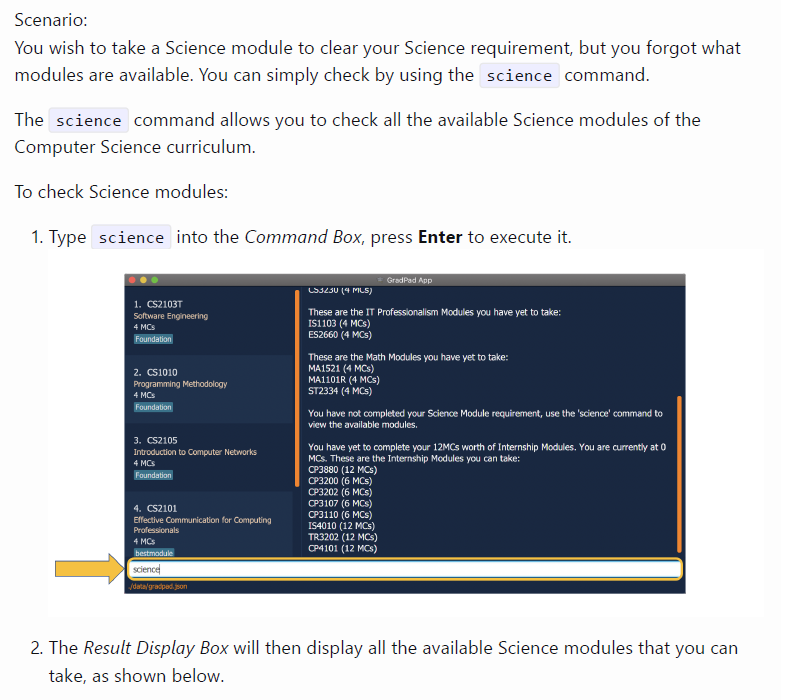 Scenario:
You wish to take a Science module to clear your Science requirement, but you forgot what
modules are available. You can simply check by using the science command.
The science command allows you to check all the available Science modules of the
Computer Science curriculum.
To check Science modules:
1. Type science into the Command Box, press Enter to execute it.
GradPad App
1. CS2103T
Software Engineering
4 MCs
Foundation
2. CS1010
Programming Methodology
4 MCs
Foundation
3. CS2105
Introduction to Computer Networks
4 MCs
Foundation
4. CS2101
Effective Communication for Computing
Professionals
4 MCs
bestmodule
CS3230 (4 MCs)
These are the IT Professionalism Modules you have yet to take:
IS1103 (4 MCs)
ES2660 (4 MCs)
These are the Math Modules you have yet to take:
MA1521 (4 MCs)
MA1101R (4 MCs)
ST2334 (4 MCs)
You have not completed your Science Module requirement, use the 'science' command to
view the available modules.
You have yet to complete your 12MCs worth of Internship Modules. You are currently at 0
MCs. These are the Internship Modules you can take:
CP3880 (12 MCs)
CP3200 (6 MCs)
CP3202 (6 MCs)
CP3107 (6 MCs)
CP3110 (6 MCs)
IS4010 (12 MCs)
TR3202 (12 MCs)
CP4101 (12 MCs)
science
./data/gradpad.json
2. The Result Display Box will then display all the available Science modules that you can
take, as shown below.